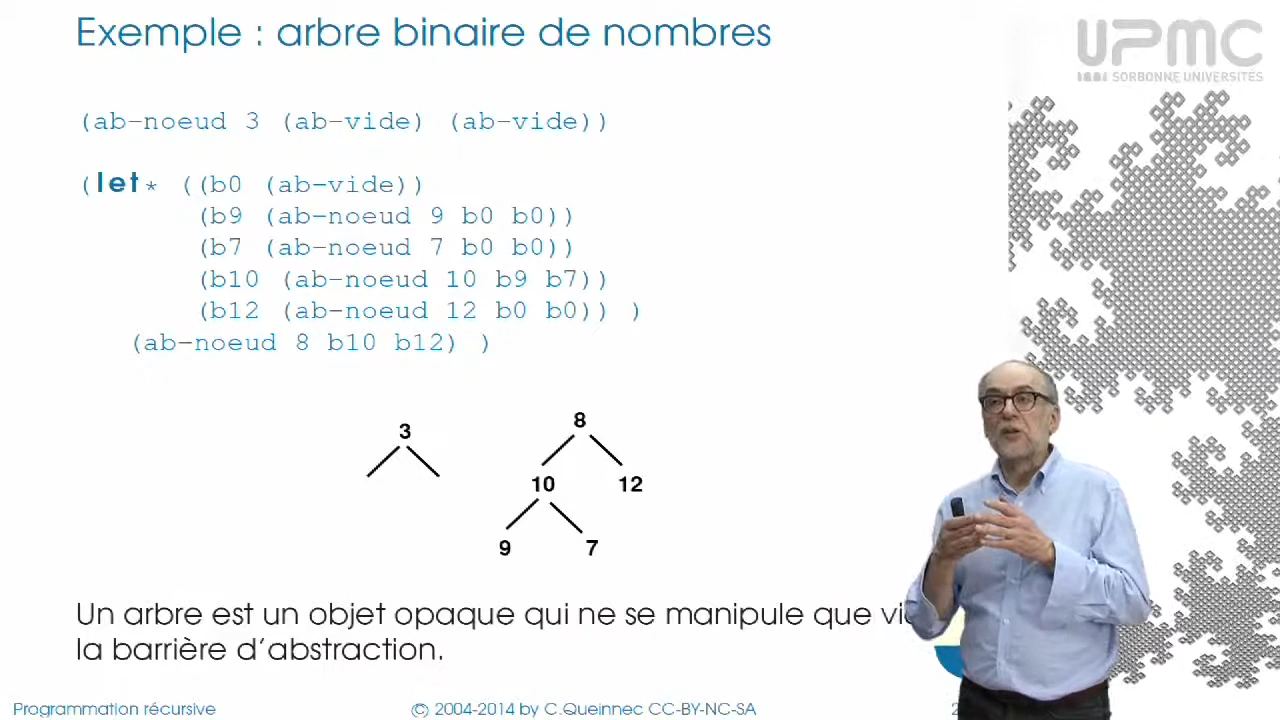 Exemple : arbre binaire de nombres
UPMC
SORBONNE UNIVERSITÉS
(ab-noeud 3 (ab-vide) (ab-vide))
(let* ((b0 (ab-vide))
(b9 (ab-noeud 9 b0 b0))
(b7 (ab-noeud 7 b0 b0))
(b10 (ab-noeud 10 b9 b7))
(b12 (ab-noeud 12 b0 b0)) )
(ab-noeud 8 b10 b12) )
3
8
10 12
9 7
Un arbre est un objet opaque qui ne se manipule que
la barrière d'abstraction.
Programmation récursive © 2004-2014 by C.Queinnec CC-BY-NC-SA